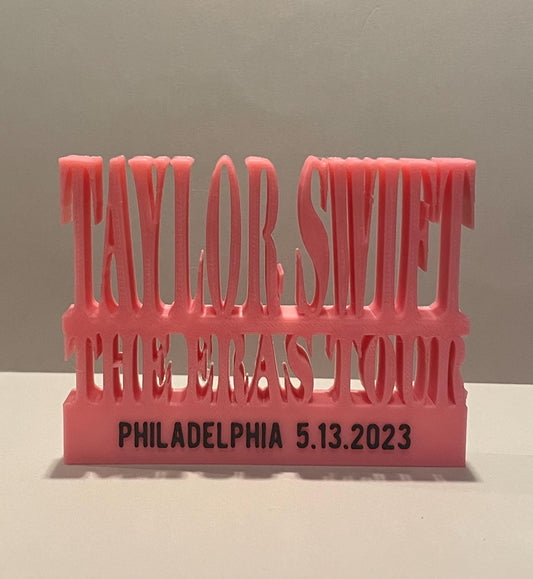 TAYLOR SWIFT
THE ERAS TOUR
PHILADELPHIA 5.13.2023